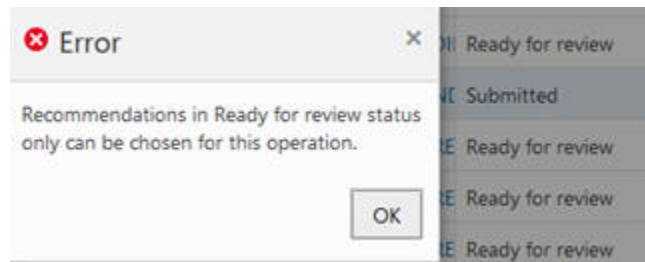 Error
Ready for review
Submitted
Recommendations in Ready for review status
only can be chosen for this operation.
Ready for review
Ready for review
OK
Ready for review